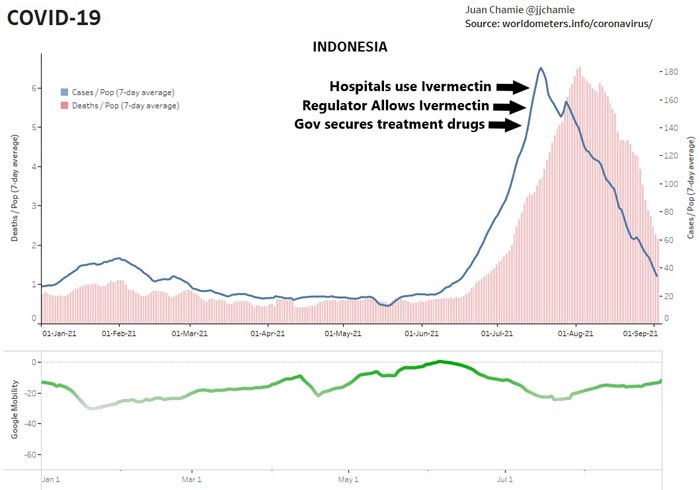 COVID-19
Juan Chamie @jjchamie
Source: worldometers.info/coronavirus/
INDONESIA
Cases / Pop (7-day average)
Deaths / Pop (7-day average)
Hospitals use Ivermectin
Regulator Allows Ivermectin
Gov secures treatment drugs
Deaths / Pop (7-day average)
6
5
4
3
2
1
0
Cases / Pop (7-day average)
180
160
140
120
100
80
60
40
20
0
01-Jan-21 01-Feb-21 01-Mar-21 01-Apr-21 01-May-21 01-Jun-21 01-Jul-21 01-Aug-21 01-Sep-21
Google Mobility
0
-20
-40
-60
Jan 1 Mar 1 May 1 Jul 1